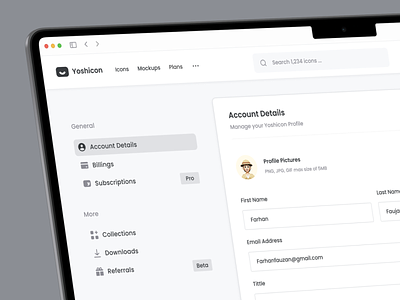 Yoshicon
Icons
Mockups
Plans
Search 1,234 icons ...
General
Account Details
Billings
Subscriptions
Pro
More
Collections
Downloads
Referrals
Beta
Account Details
Manage your Yoshicon Profile
Profile Pictures
PNG, JPG, GIF max size of 5MB
First Name
Farhan
Last Name
Fauza
Email Address
Farhanfauzan@gmail.com
Tittle